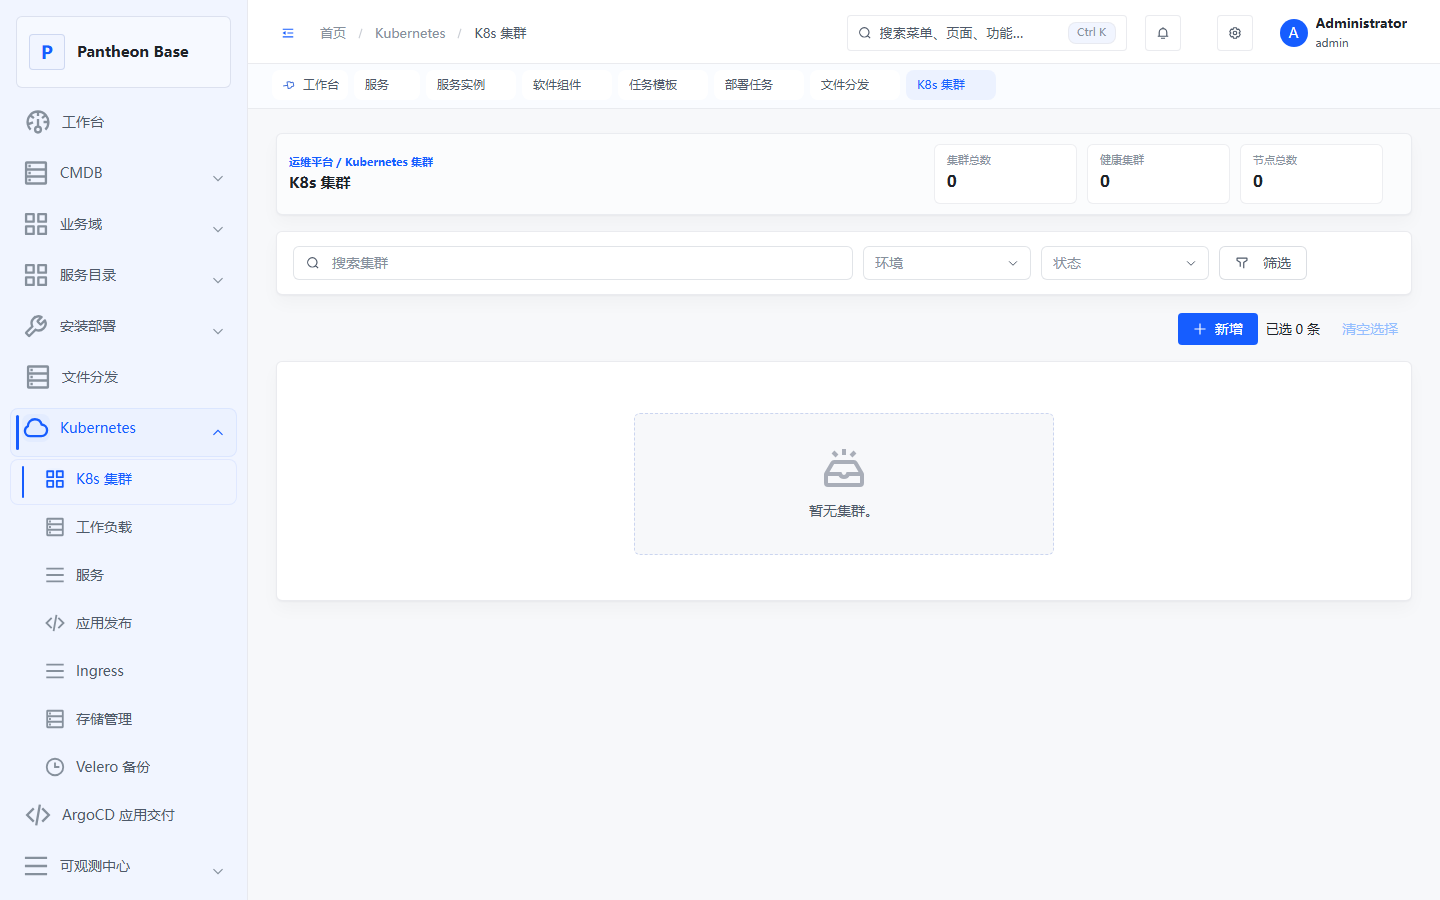 P Pantheon Base
工作台
CMDB
业务域
服务目录
安装部署
文件分发
Kubernetes
K8s 集群
工作负载
服务
应用发布
Ingress
存储管理
Velero 备份
ArgoCD 应用交付
可观测中心
首页 / Kubernetes / K8s 集群
搜索菜单、页面、功能... Ctrl K
A Administrator
admin
工作台 服务 服务实例 软件组件 任务模板 部署任务 文件分发 K8s 集群
运维平台 / Kubernetes 集群
K8s 集群
集群总数
0
健康集群
0
节点总数
0
搜索集群 环境 状态 筛选
新增 已选 0 条 清空选择
暂无集群。